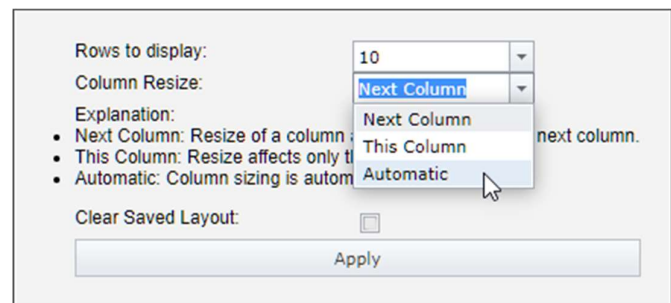 Rows to display: 10
Column Resize: Next Column
Next Column
This Column
Automatic
Explanation:
• Next Column: Resize of a column next column.
• This Column: Resize affects only
• Automatic: Column sizing is
Clear Saved Layout:
Apply